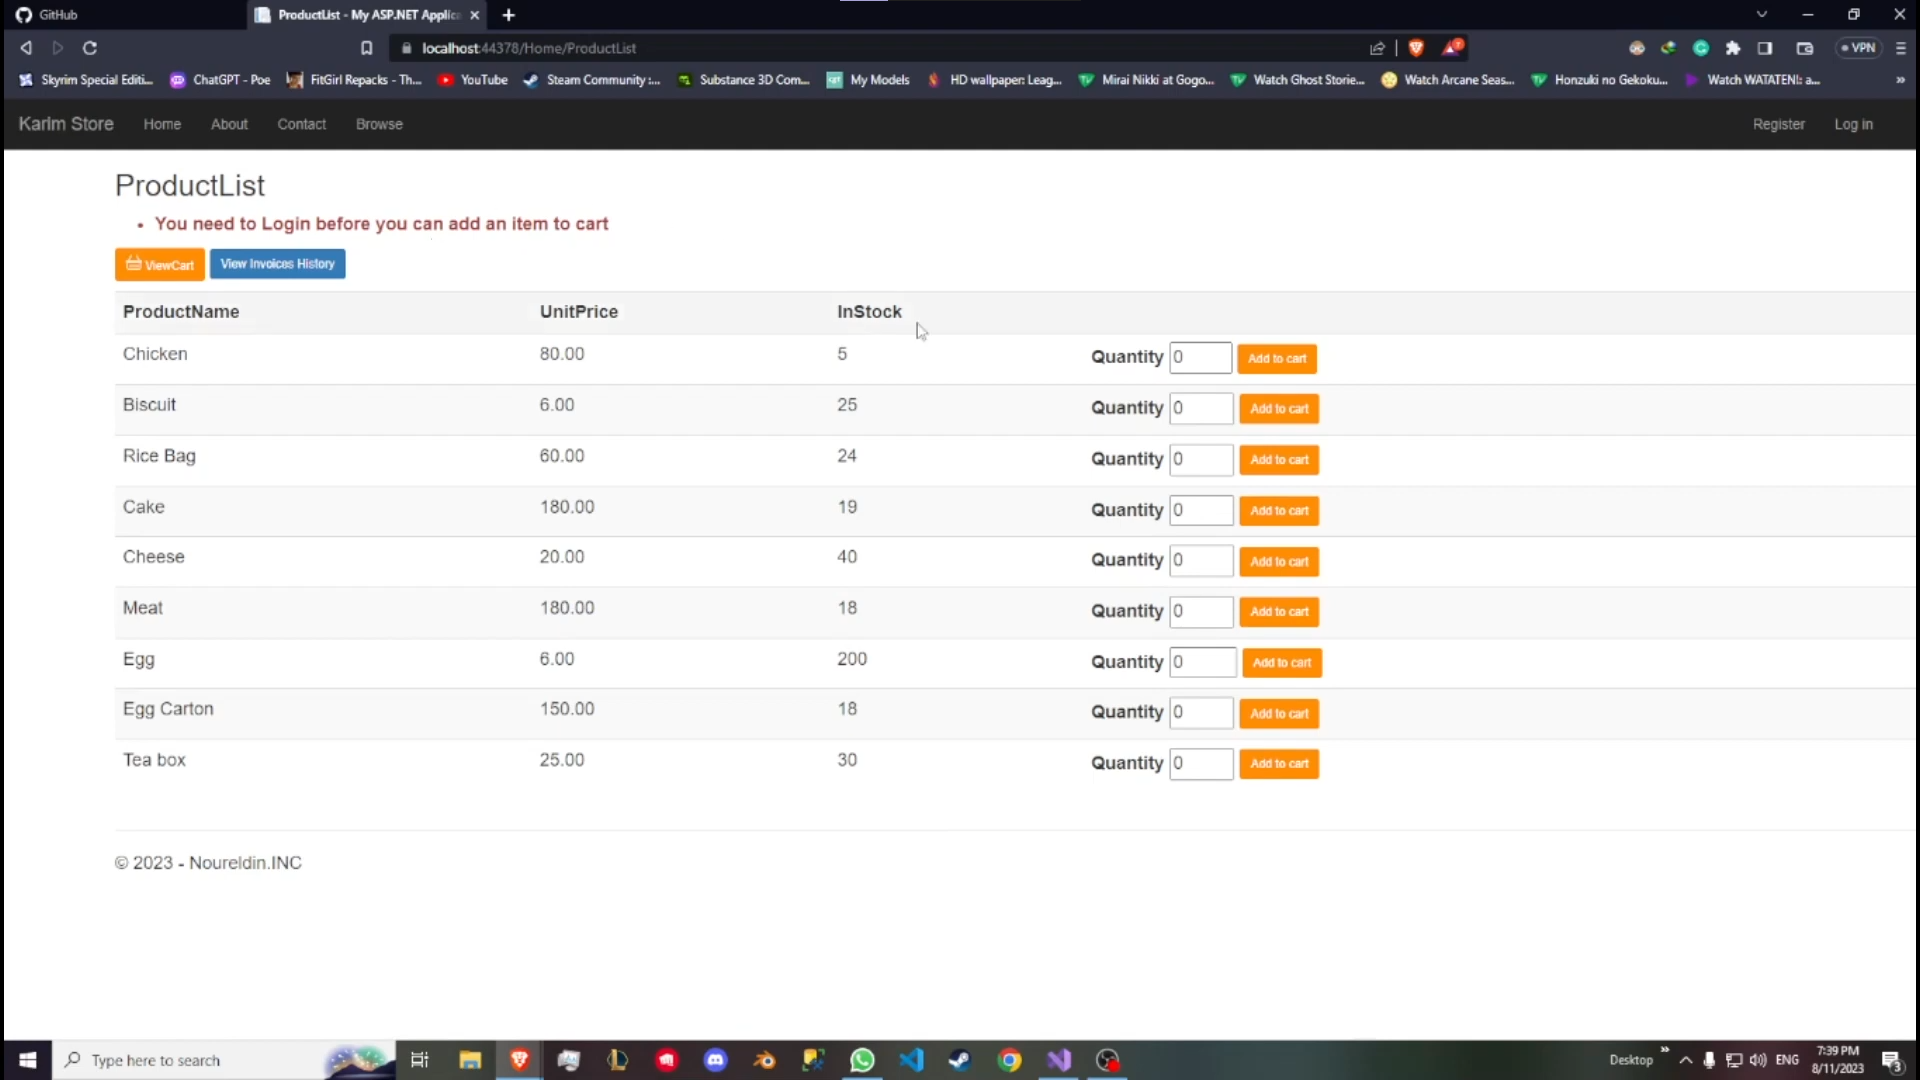 GitHub
ProductList - My ASP.NET Applica
localhost:44378/Home/ProductList
VPN
Skyrim Special Editi...
ChatGPT - Poe
FitGirl Repacks - Th...
YouTube
Steam Community :...
Substance 3D Com...
My Models
HD wallpaper: Leag...
Mirai Nikki at Gogo...
Watch Ghost Storie...
Watch Arcane Seas...
Honzuki no Gekoku...
Watch WATATEN!: a...
Karim Store Home About Contact Browse Register Log in
ProductList
• You need to Login before you can add an item to cart
ViewCart View Invoices History
ProductName UnitPrice InStock
Chicken 80.00 5 Quantity 0 Add to cart
Biscuit 6.00 25 Quantity 0 Add to cart
Rice Bag 60.00 24 Quantity 0 Add to cart
Cake 180.00 19 Quantity 0 Add to cart
Cheese 20.00 40 Quantity 0 Add to cart
Meat 180.00 18 Quantity 0 Add to cart
Egg 6.00 200 Quantity 0 Add to cart
Egg Carton 150.00 18 Quantity 0 Add to cart
Tea box 25.00 30 Quantity 0 Add to cart
© 2023 - Noureldin.INC
Type here to search
Desktop
ENG
7:39 PM
8/11/2023
3